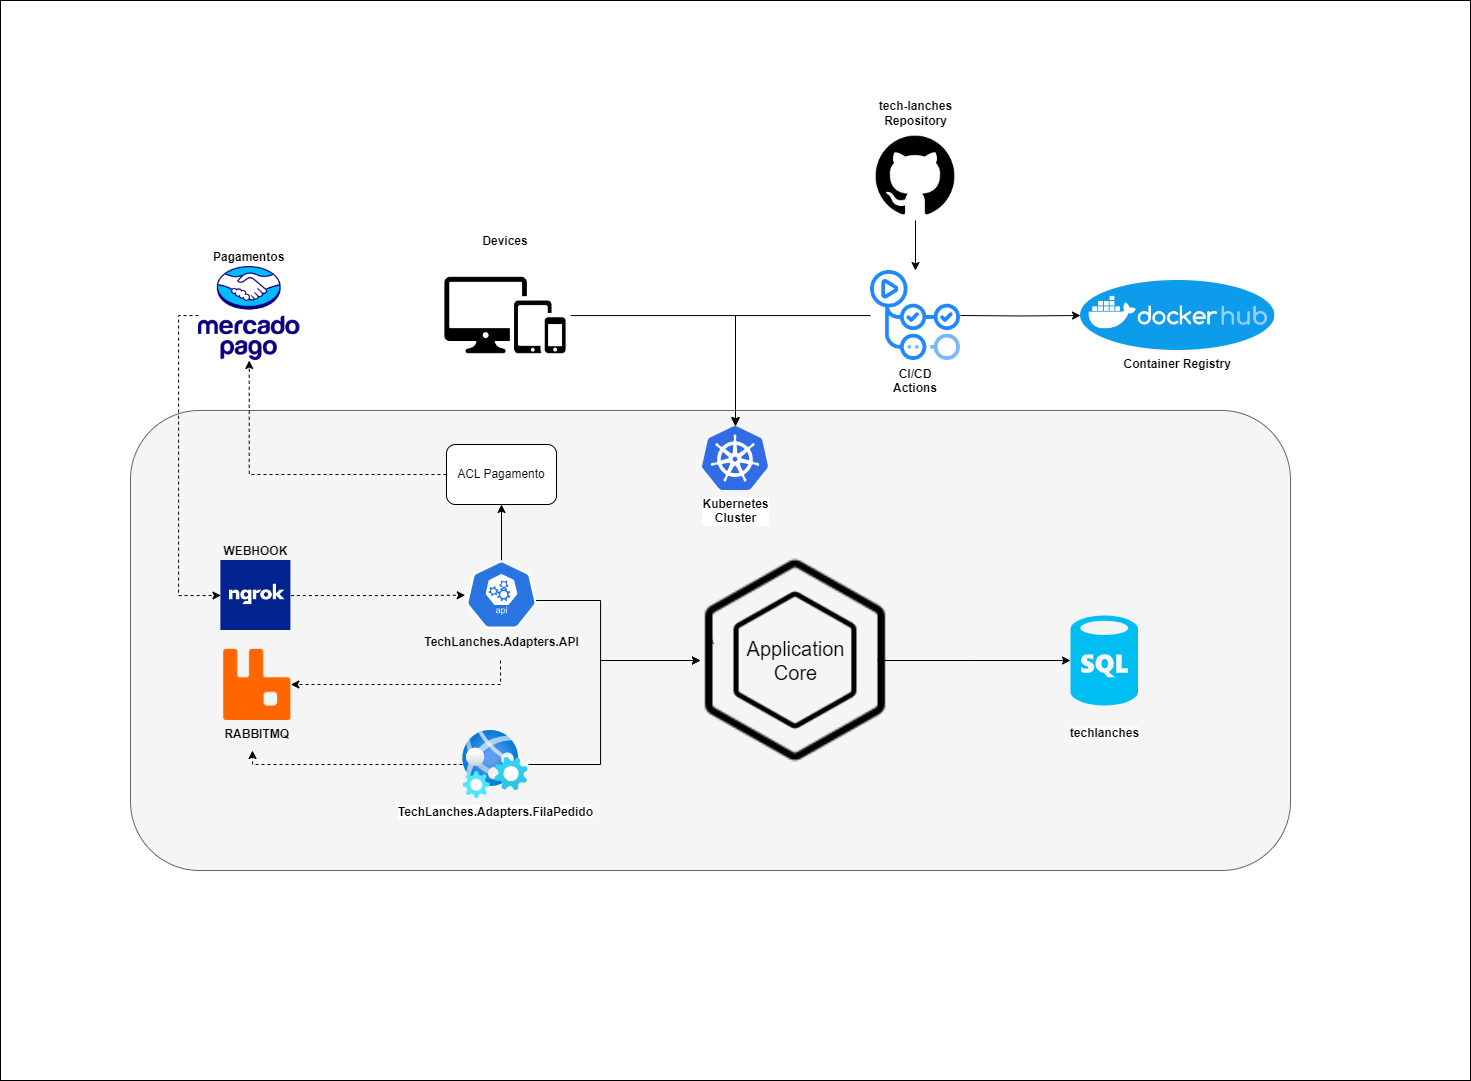 tech-lanches
Repository
Devices
Pagamentos
mercado
pago
docker hub
CI/CD
Actions
Container Registry
ACL Pagamento
Kubernetes
Cluster
WEBHOOK
ngrok
api
TechLanches.Adapters.API
Application
Core
SQL
RABBITMQ
techlanches
TechLanches.Adapters.FilaPedido